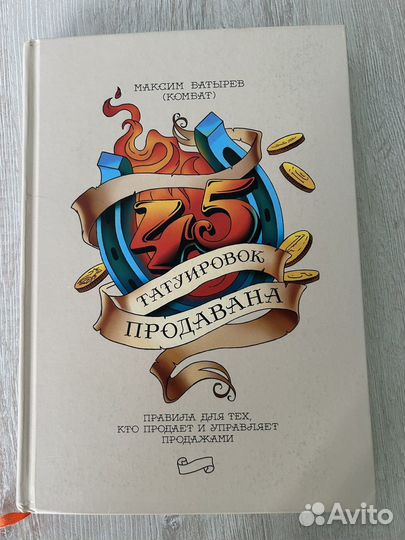 МАКСИМ БАТЫРЕВ
(КОМБАТ)
45
ТАТУИРОВОК
ПРОДАВАНА
ПРАВИЛА ДЛЯ ТЕХ,
КТО ПРОДАЕТ И УПРАВЛЯЕТ
ПРОДАЖАМИ
Avito